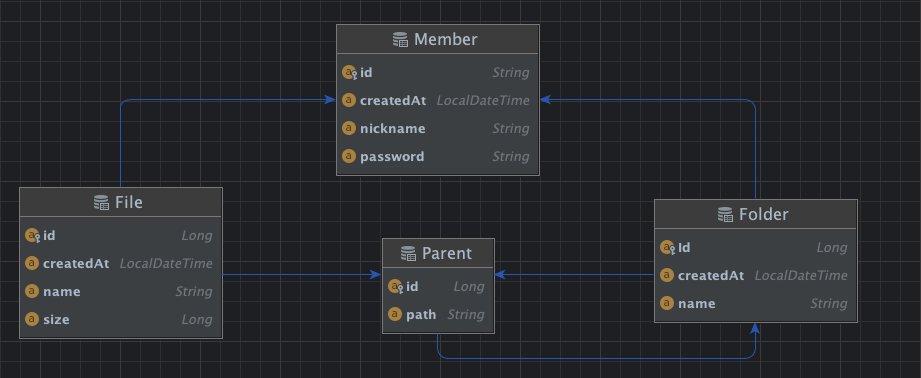 Member
id String
createdAt LocalDateTime
nickname String
password String
File
id Long
createdAt LocalDateTime
name String
size Long
Parent
id Long
path String
Folder
Id Long
createdAt LocalDateTime
name String